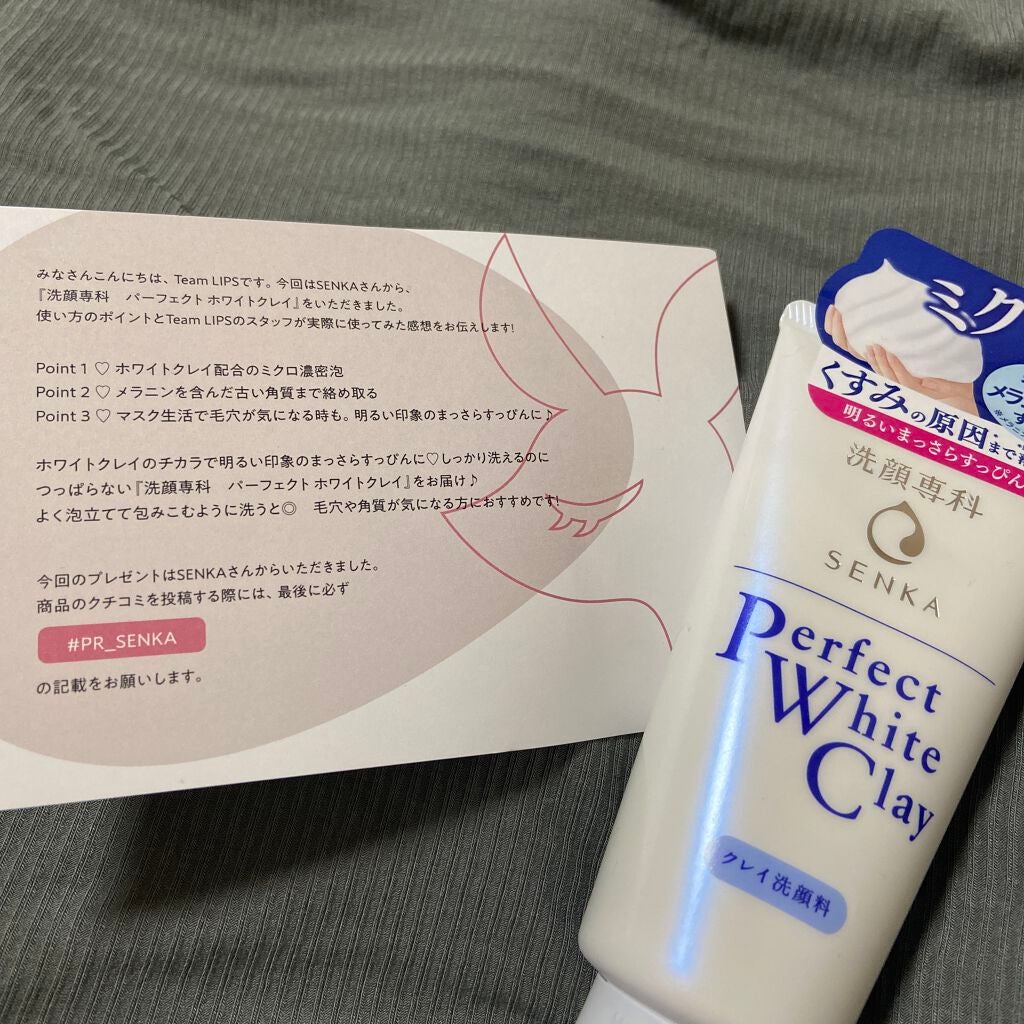 みなさんこんにちは、Team LIPSです。今回はSENKAさんから、
『洗顔専科　パーフェクト ホワイトクレイ』をいただきました。
使い方のポイントとTeam LIPSのスタッフが実際に使ってみた感想をお伝えします!
Point 1 ♡ ホワイトクレイ配合のミクロ濃密泡
Point 2 ♡ メラニンを含んだ古い角質まで絡め取る
Point 3 ♡ マスク生活で毛穴が気になる時も。明るい印象のまっさらすっぴんに♪
ホワイトクレイのチカラで明るい印象のまっさらすっぴんに♡しっかり洗えるのに
つっぱらない『洗顔専科　パーフェクト ホワイトクレイ』をお届け♪
よく泡立てて包みこむように洗うと◎　毛穴や角質が気になる方におすすめです!
今回のプレゼントはSENKAさんからいただきました。
商品のクチコミを投稿する際には、最後に必ず
#PR_SENKA
の記載をお願いします。
ミク
メラ
くすみの原因まで
明るいまっさらすっぴん
洗顔専科
SENKA
Perfect
White
Clay
クレイ洗顔料